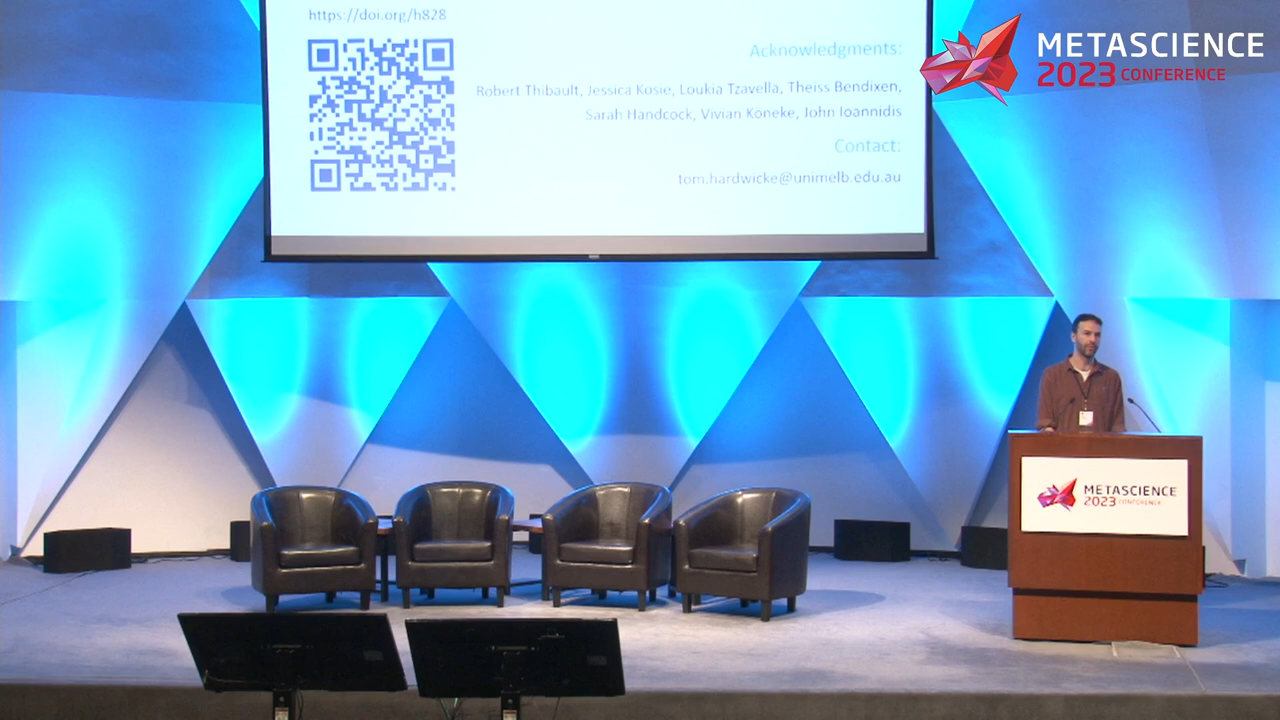 https://doi.org/h828
Acknowledgments:
Robert Thibault, Jessica Kosie, Loukia Tzavella, Theiss Bendixen,
Sarah Handcock, Vivian Koneke, John Ioannidis
Contact:
tom.hardwicke@unimelb.edu.au
METASCIENCE
2023 CONFERENCE
METASCIENCE
2023 CONFERENCE